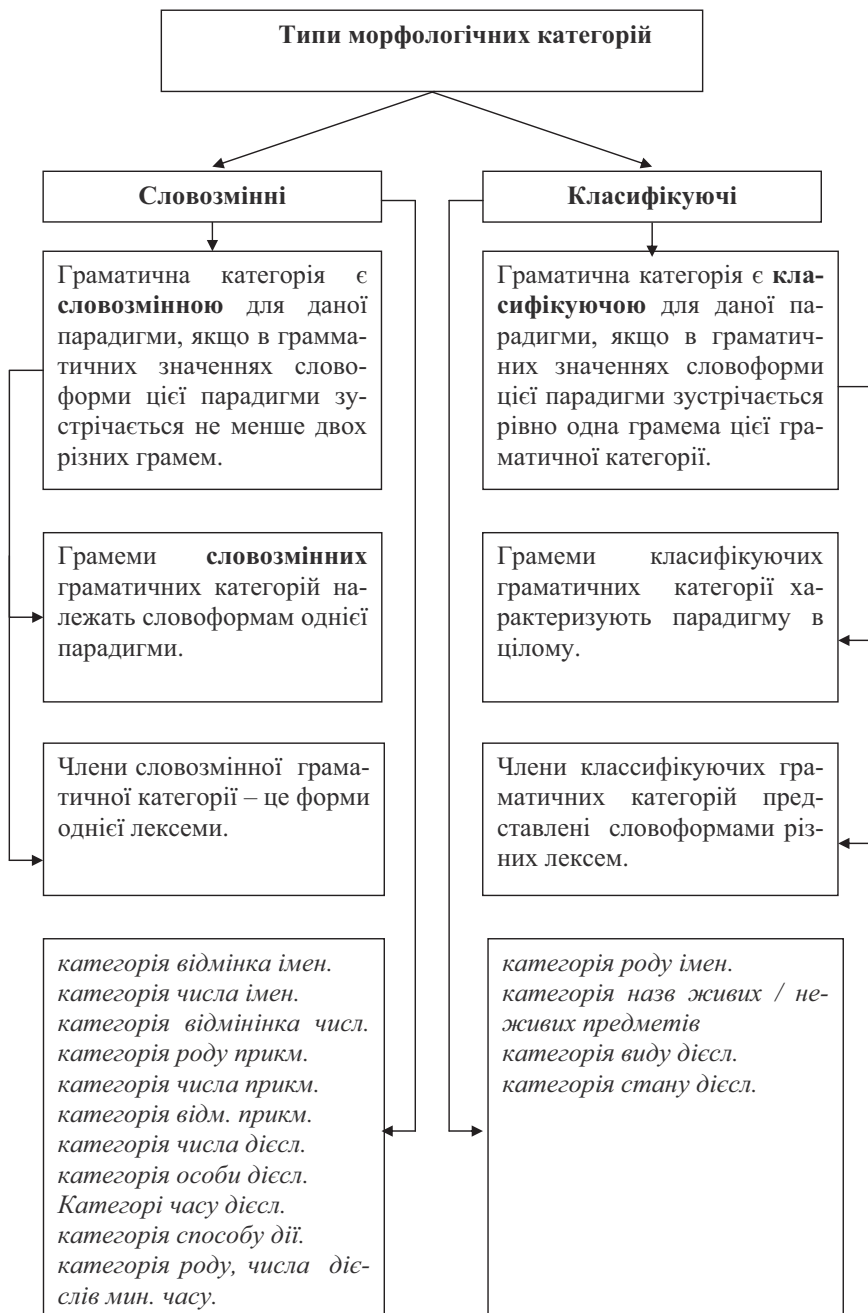 Типи морфологічних категорій
Словозмінні
Класифікуючі
Граматична категорія є
словозмінною для даної
парадигми, якщо в грамма-
тичних значеннях слово-
форми цієї парадигми зу-
стрічається не менше двох
різних грамем.
Граматична категорія є кла-
сифікуючою для даної па-
радигми, якщо в граматич-
них значеннях словоформи
цієї парадигми зустрічається
рівно одна грамема цієї гра-
матичної категорії.
Грамеми словозмінних
граматичних категорій на-
лежать словоформам однієї
парадигми.
Грамеми класифікуючих
граматичних категорії ха-
рактеризують парадигму в
цілому.
Члени словозмінної грама-
тичної категорії – це форми
однієї лексеми.
Члени классифікуючих гра-
матичних категорій пред-
ставлені словоформами різ-
них лексем.
категорія відмінка імен.
категорія числа імен.
категорія відмінінка числ.
категорія роду прикм.
категорія числа прикм.
категорія відм. прикм.
категорія числа дієсл.
категорія особи дієсл.
Категорі часу дієсл.
категорія способу дії.
категорія роду, числа діє-
слів мин. часу.
категорія роду імен.
категорія назв живих / не-
живих предметів
категорія виду дієсл.
категорія стану дієсл.